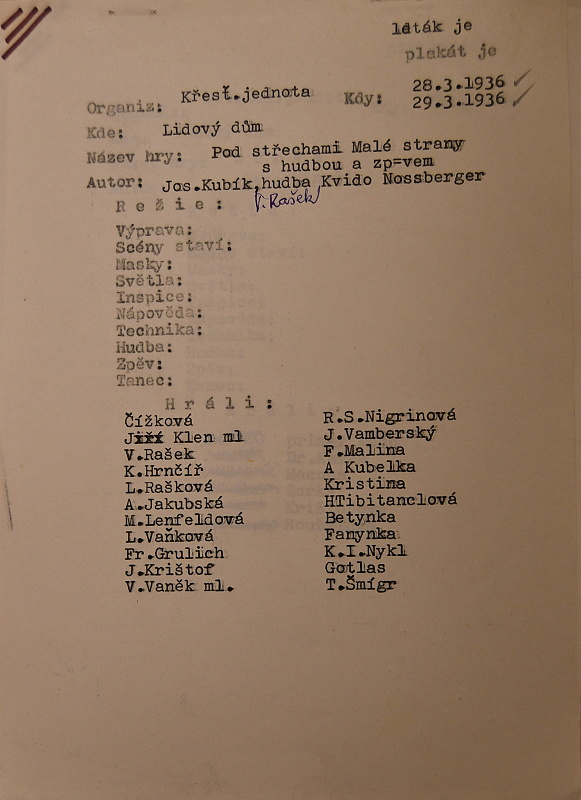 leták je
plakát je
Organiz: Křesť.jednota Kdy: 28.3.1936
29.3.1936
Kde: Lidový dům
Název hry: Pod střechami Malé strany
s hudbou a zp=vem
Autor: Jos.Kubík,hudba Kvido Nossberger
Režie: V. Rašek
Výprava:
Scény staví:
Masky:
Světla:
Inspice:
Nápověda:
Technika:
Hudba:
Zpěv:
Tanec:
Hráli:
Čížková R.S.Nigrinová
Jiří Klen ml J.Vamberský
V.Rašek F.Malina
K.Hrnčíř A Kubelka
L.Rašková Kristina
A.Jakubská HTibitanclová
M.Lenfeldová Betynka
L.Vaňková Fanynka
Fr.Grulich K.I.Nykl
J.Krištof Gotlas
V.Vaněk ml. T.Šmígr